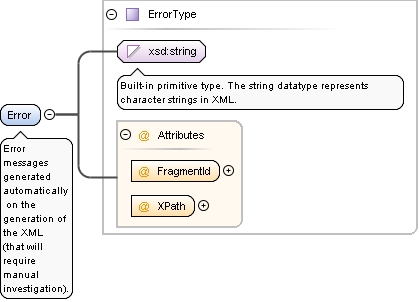 ErrorType
xsd:string
Built-in primitive type. The string datatype represents
character strings in XML.
Error
Error
messages
generated
automatically
on the
generation of
the XML
(that will
require
manual
investigation).
@ Attributes
@ FragmentId
@ XPath